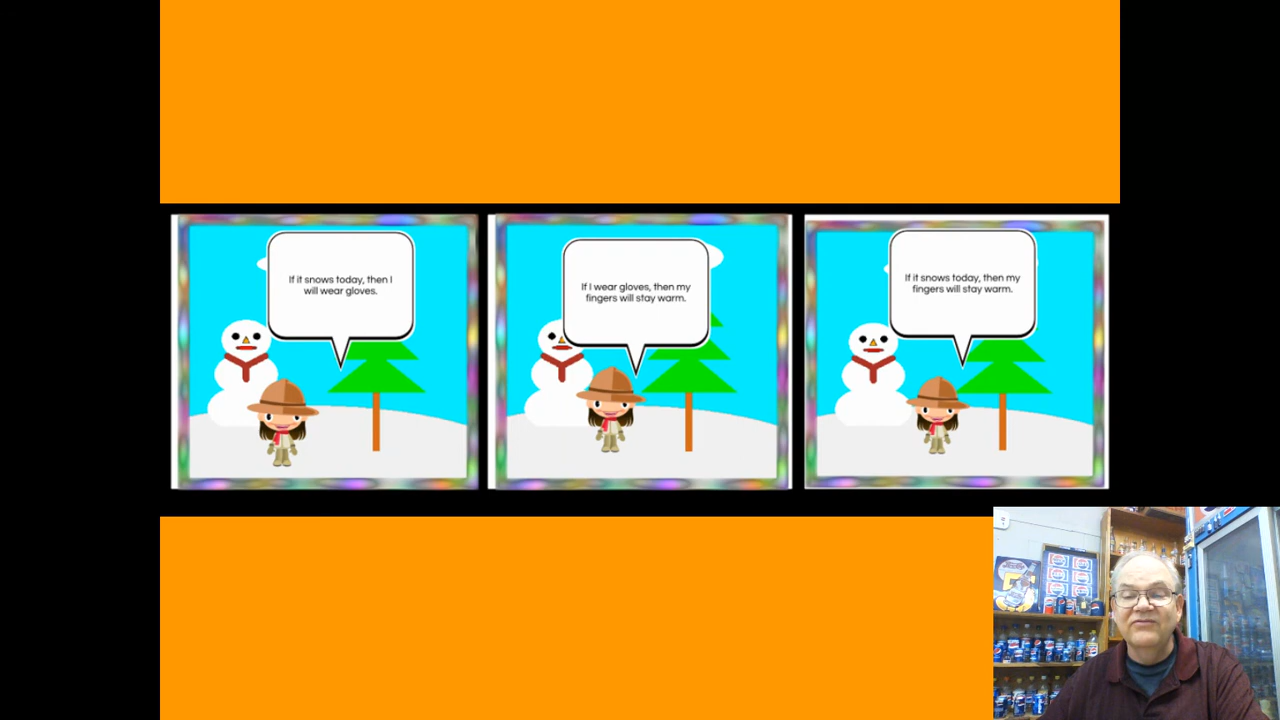 If it snows today, then I
will wear gloves.
If I wear gloves, then my
fingers will stay warm.
If it snows today, then my
fingers will stay warm.